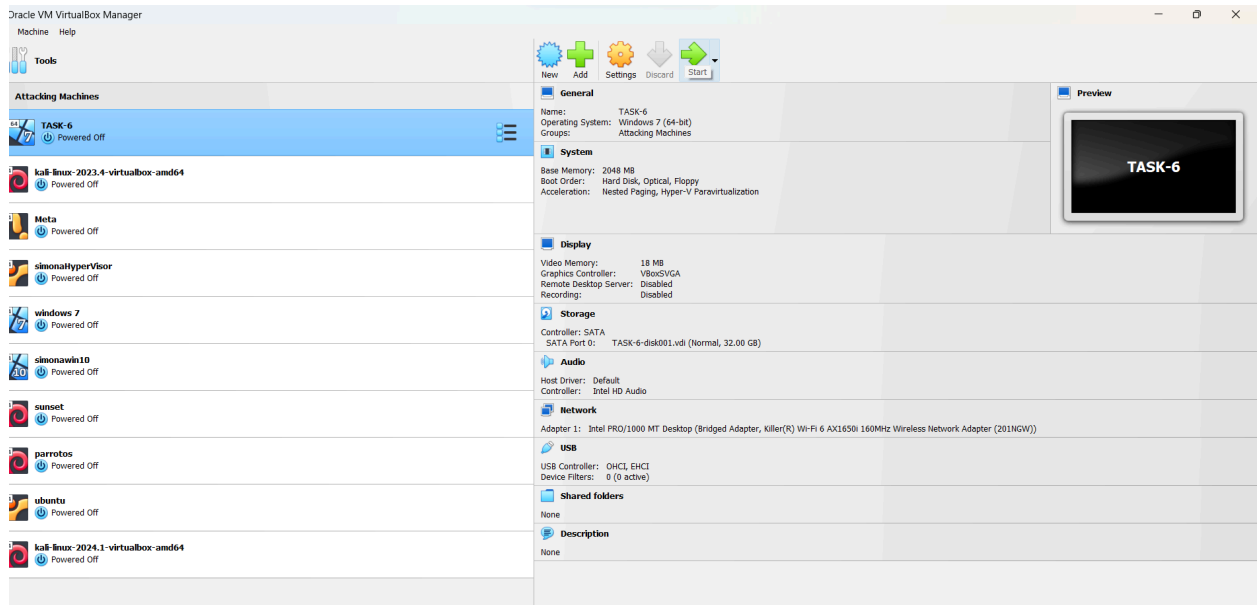 Oracle VM VirtualBox Manager
Machine Help
Tools
New Add Settings Discard Start
Attacking Machines
TASK-6
Powered Off
kali-linux-2023.4-virtualbox-amd64
Powered Off
Meta
Powered Off
simonaHyperVisor
Powered Off
windows 7
Powered Off
simonawin10
Powered Off
sunset
Powered Off
parrotos
Powered Off
ubuntu
Powered Off
kali-linux-2024.1-virtualbox-amd64
Powered Off
General
Name: TASK-6
Operating System: Windows 7 (64-bit)
Groups: Attacking Machines
System
Base Memory: 2048 MB
Boot Order: Hard Disk, Optical, Floppy
Acceleration: Nested Paging, Hyper-V Paravirtualization
Preview
TASK-6
Display
Video Memory: 18 MB
Graphics Controller: VBoxSVGA
Remote Desktop Server: Disabled
Recording: Disabled
Storage
Controller: SATA
SATA Port 0: TASK-6-disk001.vdi (Normal, 32.00 GB)
Audio
Host Driver: Default
Controller: Intel HD Audio
Network
Adapter 1: Intel PRO/1000 MT Desktop (Bridged Adapter, Killer(R) Wi-Fi 6 AX1650i 160MHz Wireless Network Adapter (201NGW))
USB
USB Controller: OHCI, EHCI
Device Filters: 0 (0 active)
Shared folders
None
Description
None